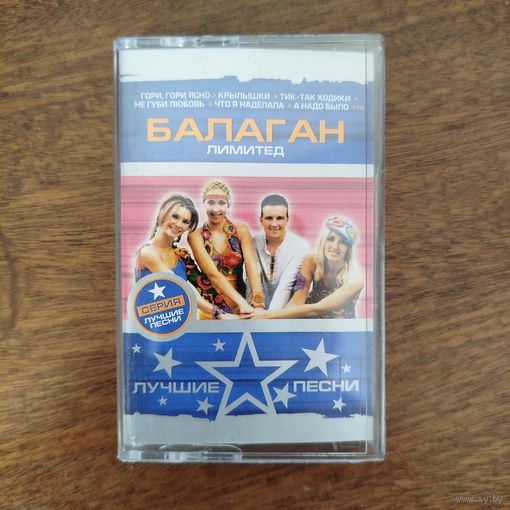 ГОРИ, ГОРИ ЯСНО > КРЫЛЫШКИ > ТИК-ТАК ХОДИКИ >
НЕ ГУБИ ЛЮБОВЬ > ЧТО Я НАДЕЛАЛА > А НАДО БЫЛО >>>
БАЛАГАН
ЛИМИТЕД
СЕРИЯ
ЛУЧШИЕ
ПЕСНИ
ЛУЧШИЕ ПЕСНИ
ay.by